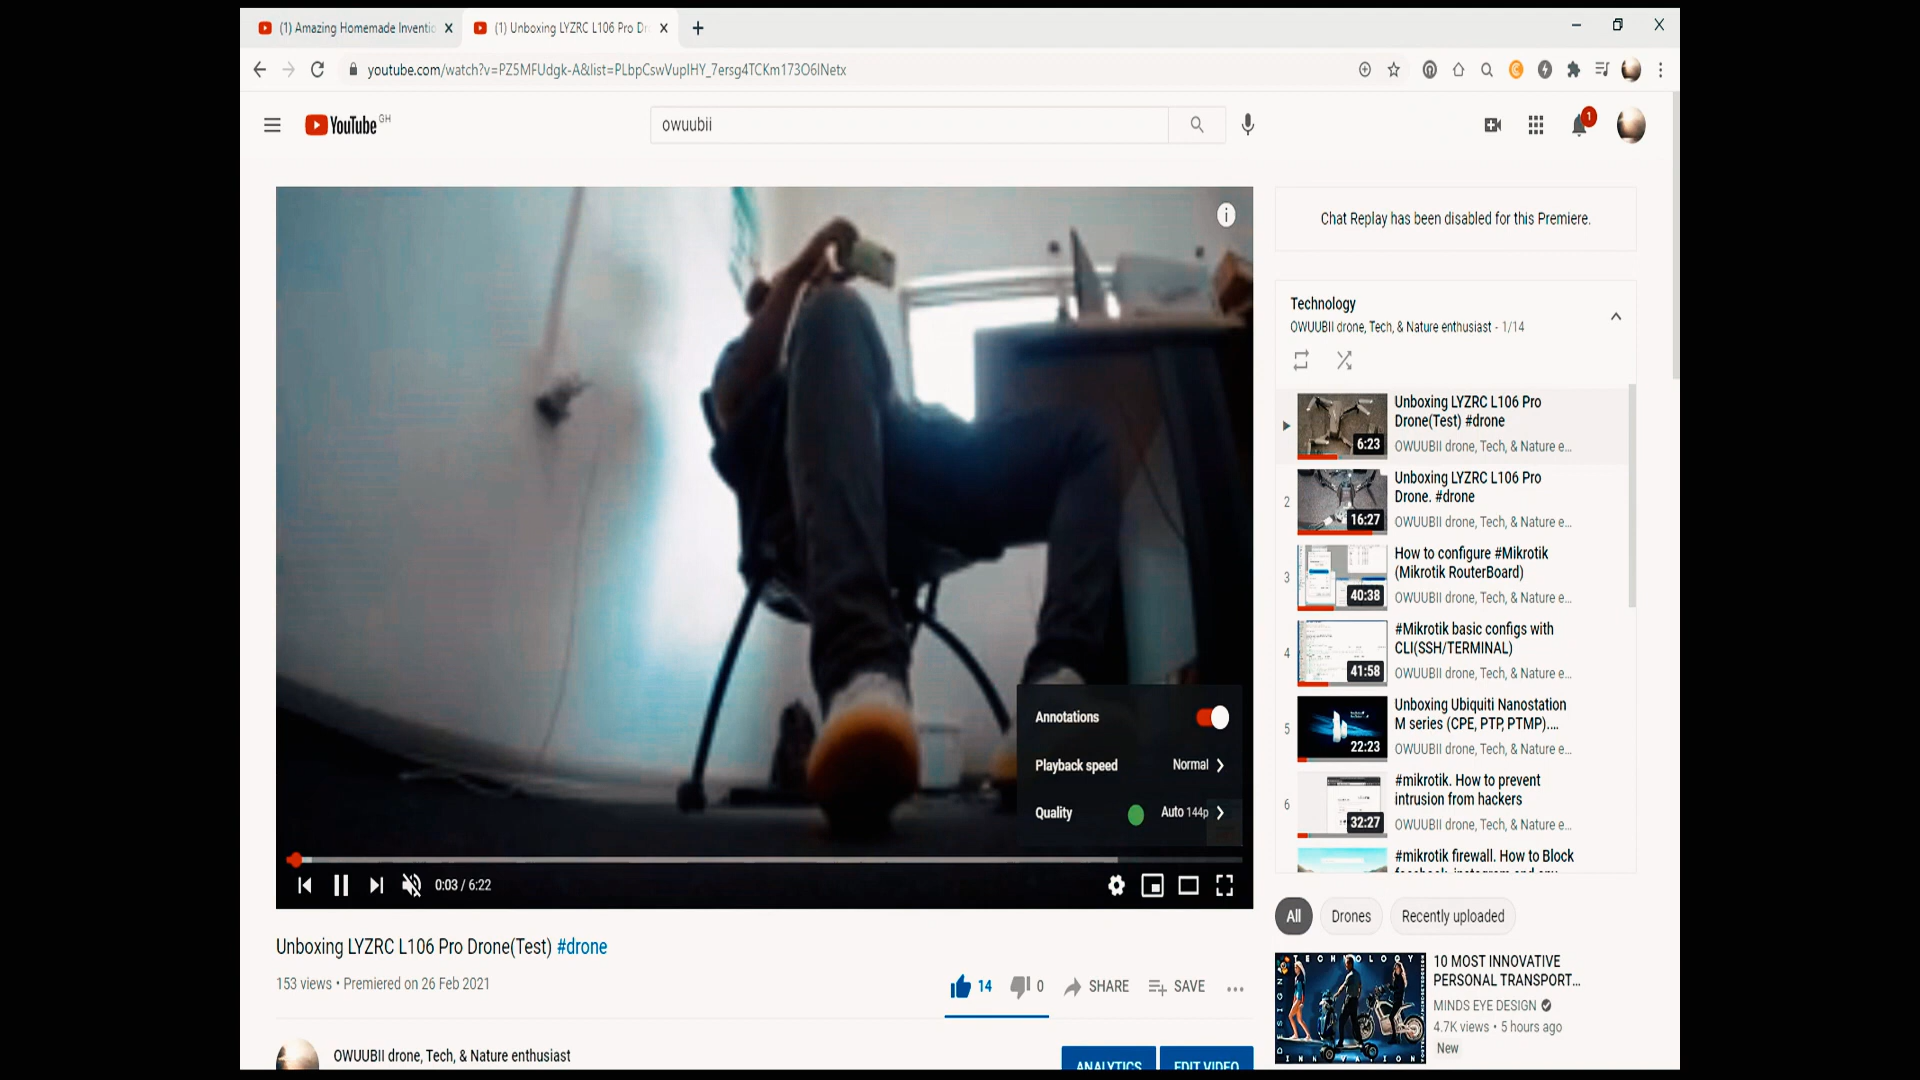 (1) Amazing Homemade Inventio
(1) Unboxing LYZRC L106 Pro Dr
youtube.com/watch?v=PZ5MFUdgk-A&list=PLbpCswVupIHY_7ersg4TCKm173O6INetx
YouTube GH
owuubii
1
Chat Replay has been disabled for this Premiere.
Technology
OWUUBII drone, Tech, & Nature enthusiast - 1/14
Unboxing LYZRC L106 Pro
Drone(Test) #drone
OWUUBII drone, Tech, & Nature e...
6:23
2
Unboxing LYZRC L106 Pro
Drone. #drone
OWUUBII drone, Tech, & Nature e...
16:27
3
How to configure #Mikrotik
(Mikrotik RouterBoard)
OWUUBII drone, Tech, & Nature e...
40:38
4
#Mikrotik basic configs with
CLI(SSH/TERMINAL)
OWUUBII drone, Tech, & Nature e...
41:58
5
Unboxing Ubiquiti Nanostation
M series (CPE, PTP, PTMP)....
OWUUBII drone, Tech, & Nature e...
22:23
6
#mikrotik. How to prevent
intrusion from hackers
OWUUBII drone, Tech, & Nature e...
32:27
#mikrotik firewall. How to Block
Annotations
Playback speed Normal
Quality Auto 144p
0:03 / 6:22
Unboxing LYZRC L106 Pro Drone(Test) #drone
153 views • Premiered on 26 Feb 2021
14 0 SHARE SAVE ...
OWUUBII drone, Tech, & Nature enthusiast
ANALYTICS EDIT VIDEO
All Drones Recently uploaded
TECHNOLOGY
DESIGN
INNOVATION
10 MOST INNOVATIVE
PERSONAL TRANSPORT...
MINDS EYE DESIGN
4.7K views • 5 hours ago
New